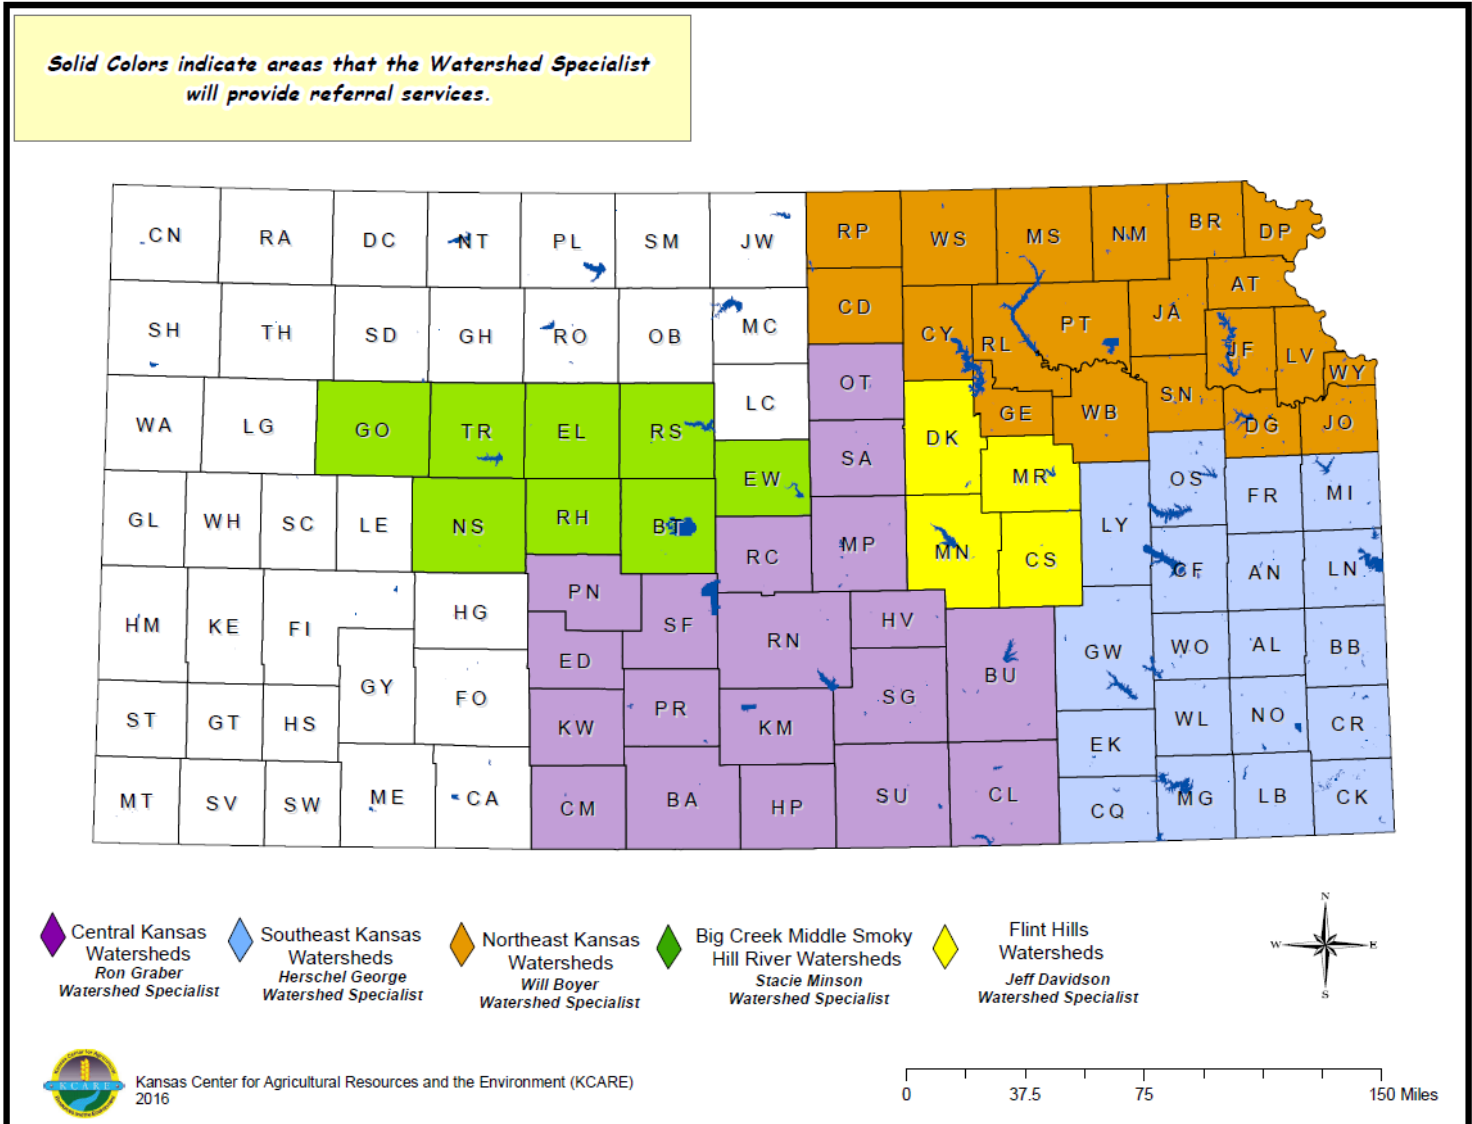 Solid Colors indicate areas that the Watershed Specialist
will provide referral services.
CN RA DC NT PL SM JW RP WS MS NM BR DP
AT
SH TH SD GH RO OB MC CD CY RL PT JA JF LV WY
WA LG GO TR EL RS LC OT DK GE WB SN DG JO
GL WH SC LE NS RH BT EW SA MR LY OS FR MI
RC MP MN CS CF AN LN
HM KE FI HG PN SF RN HV BU GW WO AL BB
ED
ST GT HS GY FO KW PR KM SG EK WL NO CR
MT SV SW ME CA CM BA HP SU CL CQ MG LB CK
Central Kansas
Watersheds
Ron Graber
Watershed Specialist
Southeast Kansas
Watersheds
Herschel George
Watershed Specialist
Northeast Kansas
Watersheds
Will Boyer
Watershed Specialist
Big Creek Middle Smoky
Hill River Watersheds
Stacie Minson
Watershed Specialist
Flint Hills
Watersheds
Jeff Davidson
Watershed Specialist
N
W E
S
KCARE
Kansas Center for Agricultural Resources and the Environment (KCARE)
2016
0 37.5 75 150 Miles